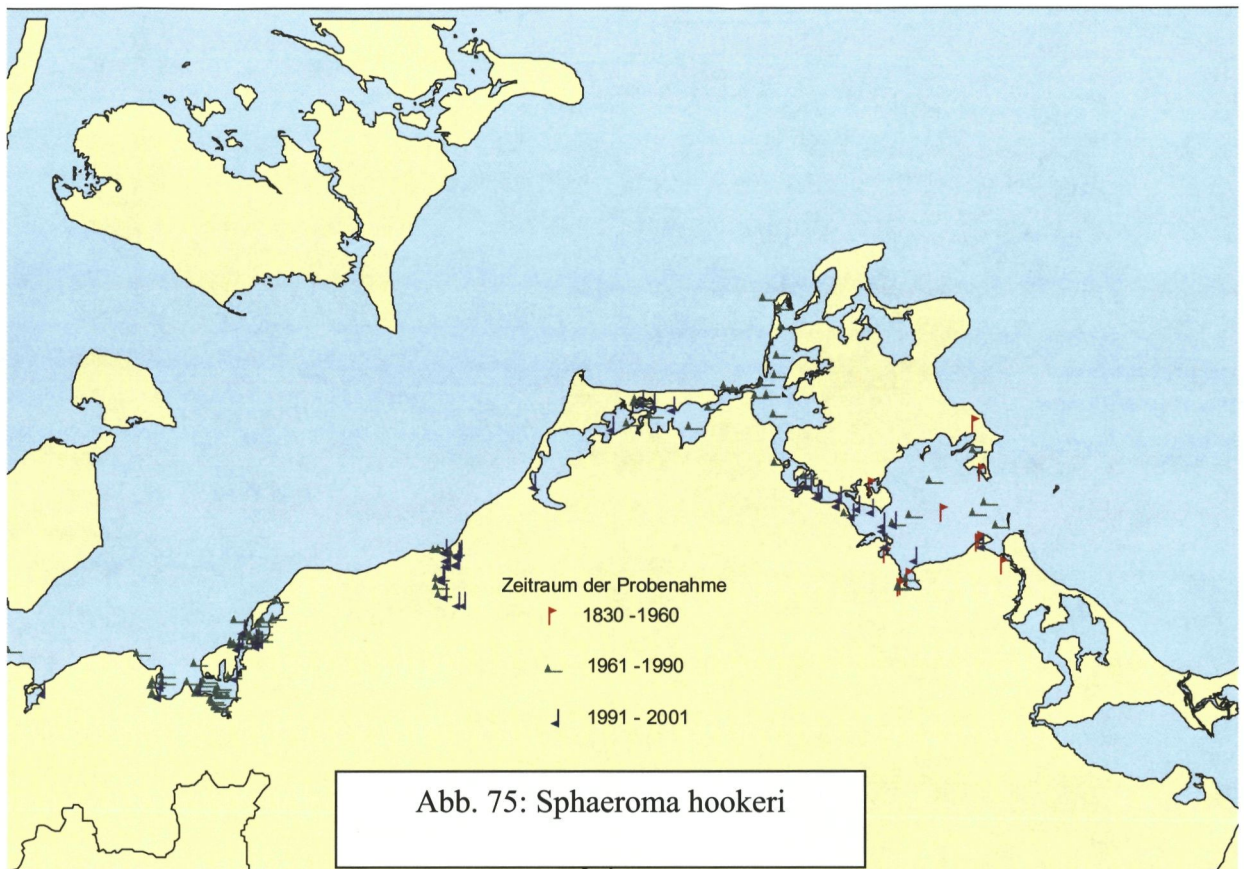 Zeitraum der Probenahme
1830 -1960
1961 -1990
1991 - 2001
Abb. 75: Sphaeroma hookeri